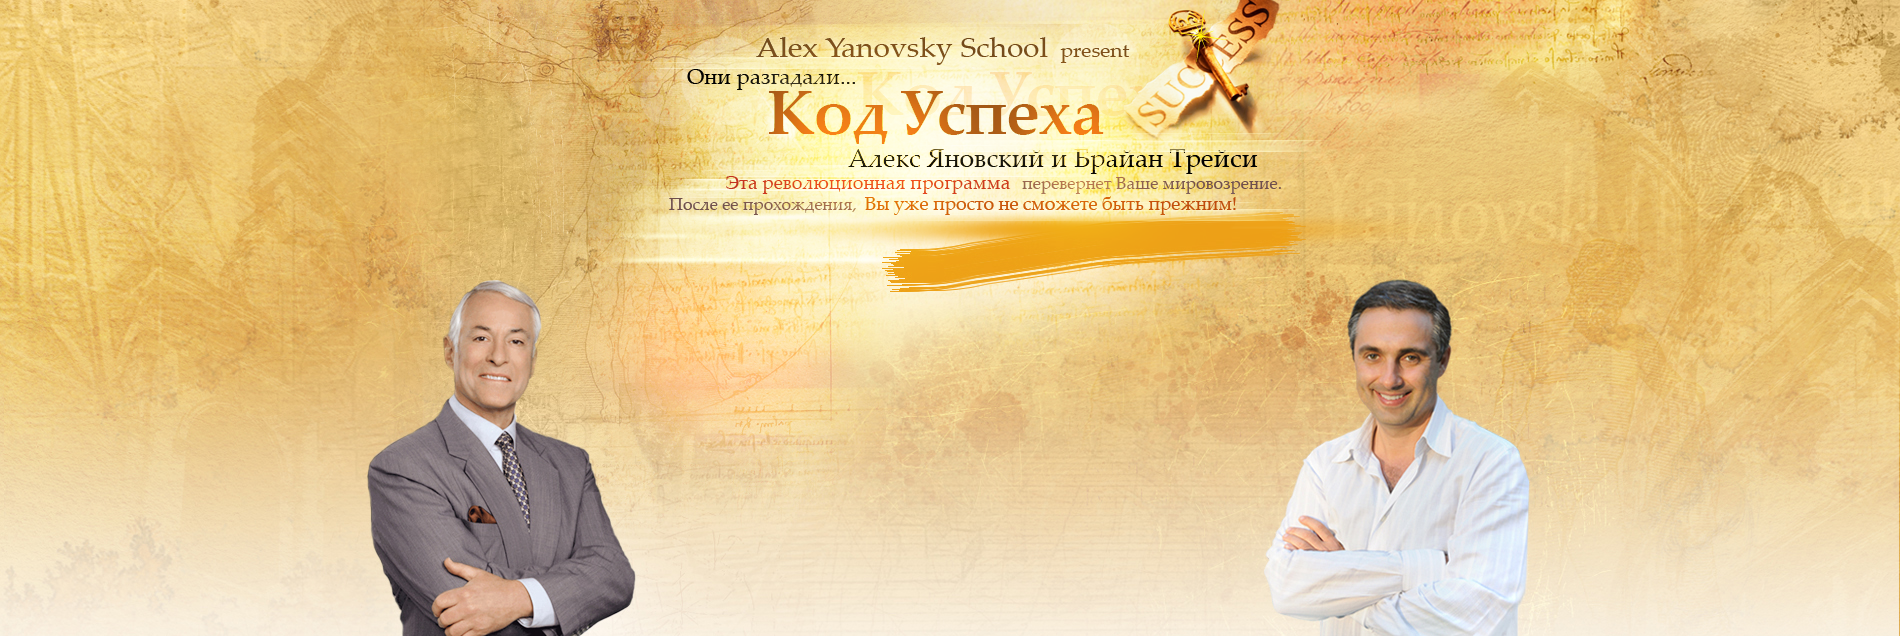 Alex Yanovsky School present
SUCCESS
Они разгадали...
Код Успеха
Алекс Яновский и Брайан Трейси
Эта революционная программа перевернет Ваше мировозрение.
После ее прохождения, Вы уже просто не сможете быть прежним!